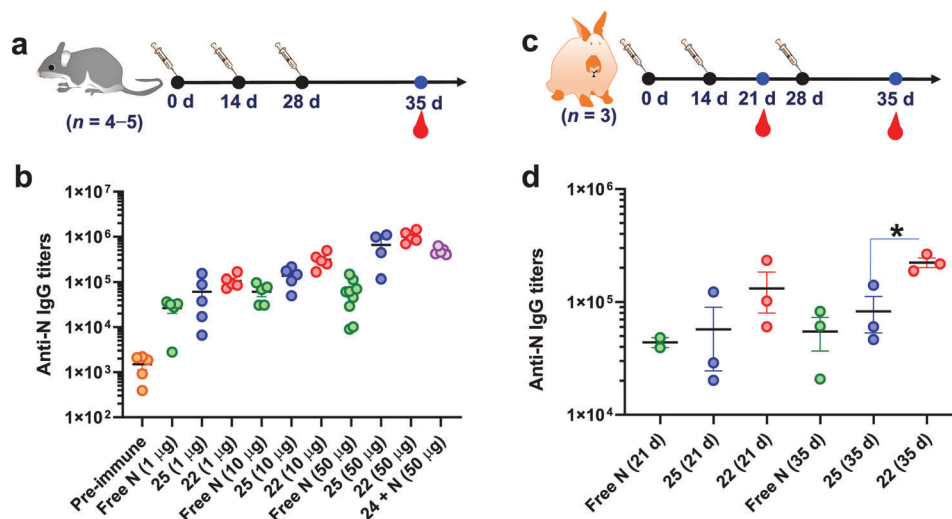 a
0 d 14 d 28 d 35 d
(n = 4–5)
b
Anti-N IgG titers
1×10⁷
1×10⁶
1×10⁵
1×10⁴
1×10³
1×10²
Pre-immune
Free N (1 μg)
25 (1 μg)
22 (1 μg)
Free N (10 μg)
25 (10 μg)
22 (10 μg)
Free N (50 μg)
25 (50 μg)
22 (50 μg)
24 + N (50 μg)
c
0 d 14 d 21 d 28 d 35 d
(n = 3)
d
Anti-N IgG titers
1×10⁶
1×10⁵
1×10⁴
*
Free N (21 d)
25 (21 d)
22 (21 d)
Free N (35 d)
25 (35 d)
22 (35 d)